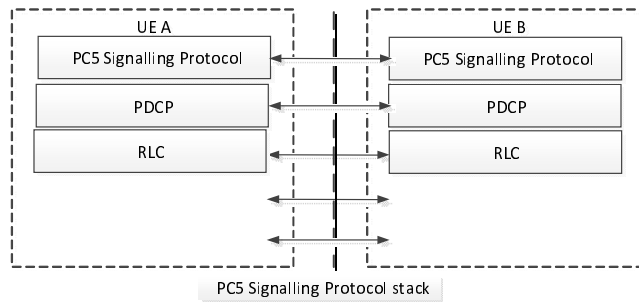 UE A
UE B
PC5 Signalling Protocol
PC5 Signalling Protocol
PDCP
PDCP
RLC
RLC
PC5 Signalling Protocol stack